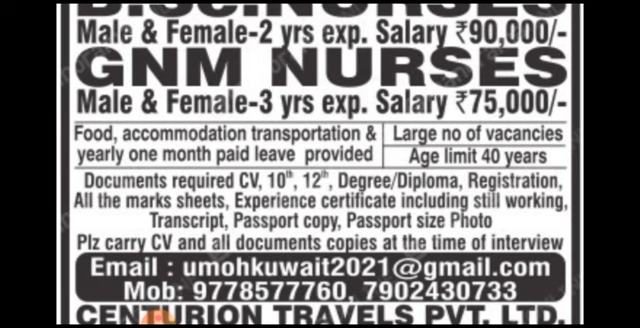 B.SC.NURSES
Male & Female-2 yrs exp. Salary ₹90,000/-
GNM NURSES
Male & Female-3 yrs exp. Salary ₹75,000/-
Food, accommodation transportation &
yearly one month paid leave provided
Large no of vacancies
Age limit 40 years
Documents required CV, 10th, 12th, Degree/Diploma, Registration,
All the marks sheets, Experience certificate including still working,
Transcript, Passport copy, Passport size Photo
Plz carry CV and all documents copies at the time of interview
Email : umohkuwait2021@gmail.com
Mob: 9778577760, 7902430733
CENTURION TRAVELS PVT. LTD.